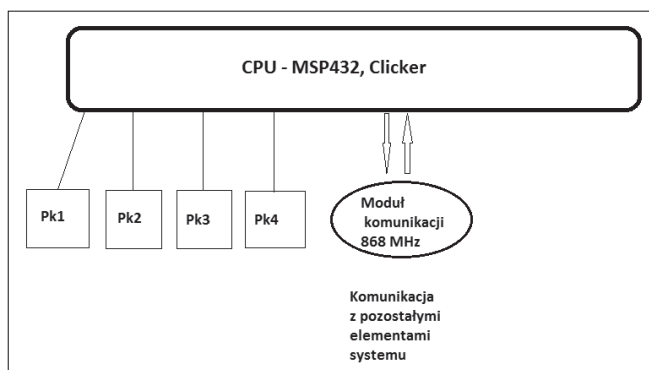 CPU - MSP432, Clicker
Pk1
Pk2
Pk3
Pk4
Moduł
komunikacji
868 MHz
Komunikacja
z pozostałymi
elementami
systemu